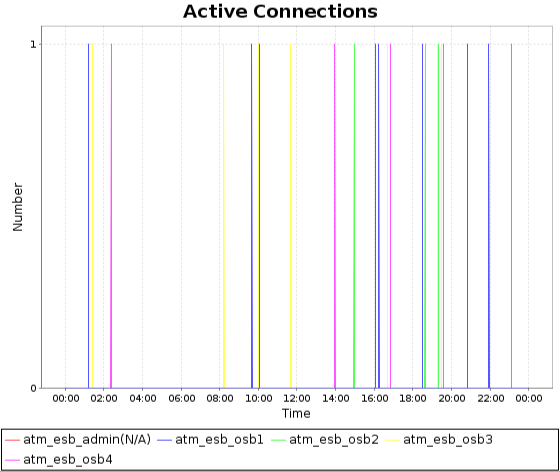 Active Connections
1
Number
0
00:00 02:00 04:00 06:00 08:00 10:00 12:00 14:00 16:00 18:00 20:00 22:00 00:00
Time
atm_esb_admin(N/A) atm_esb_osb1 atm_esb_osb2 atm_esb_osb3
atm_esb_osb4